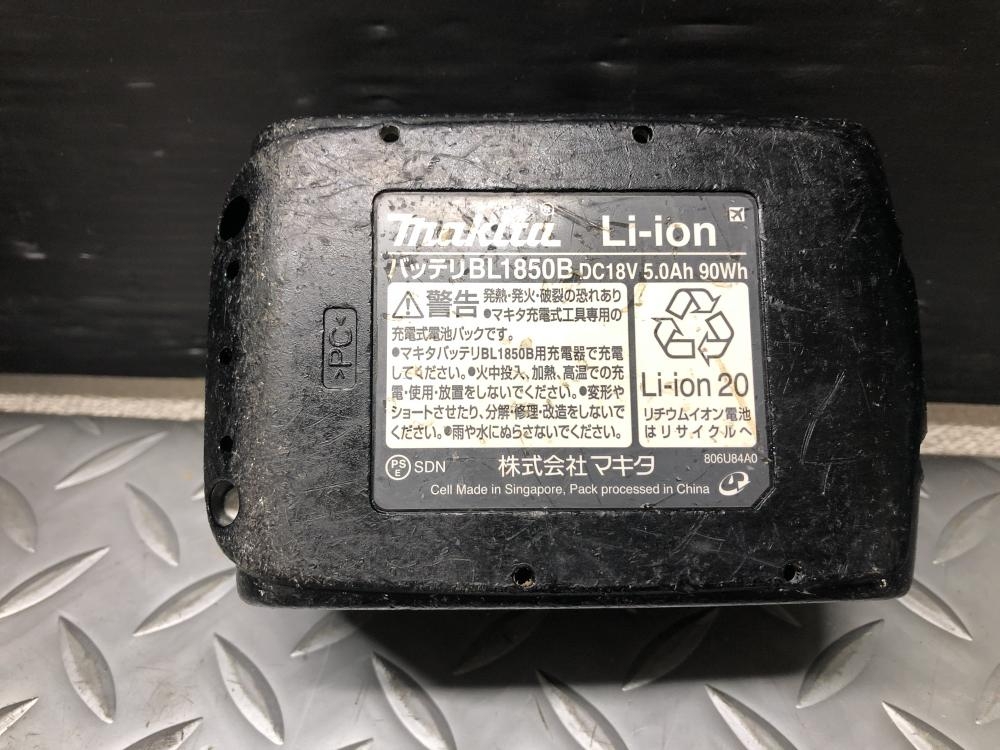 makita Li-ion
バッテリBL1850B DC18V 5.0Ah 90Wh
警告 発熱・発火・破裂の恐れあり
●マキタ充電式工具専用の
充電式電池パックです。
●マキタバッテリBL1850B用充電器で充電
してください。●火中投入、加熱、高温での充
電・使用・放置をしないでください。●変形や
ショートさせたり、分解・修理・改造をしないで
ください。●雨や水にぬらさないでください。
Li-ion 20
リチウムイオン電池
はリサイクルへ
>PC<
PS
E SDN 株式会社マキタ 806U84A0
Cell Made in Singapore, Pack processed in China